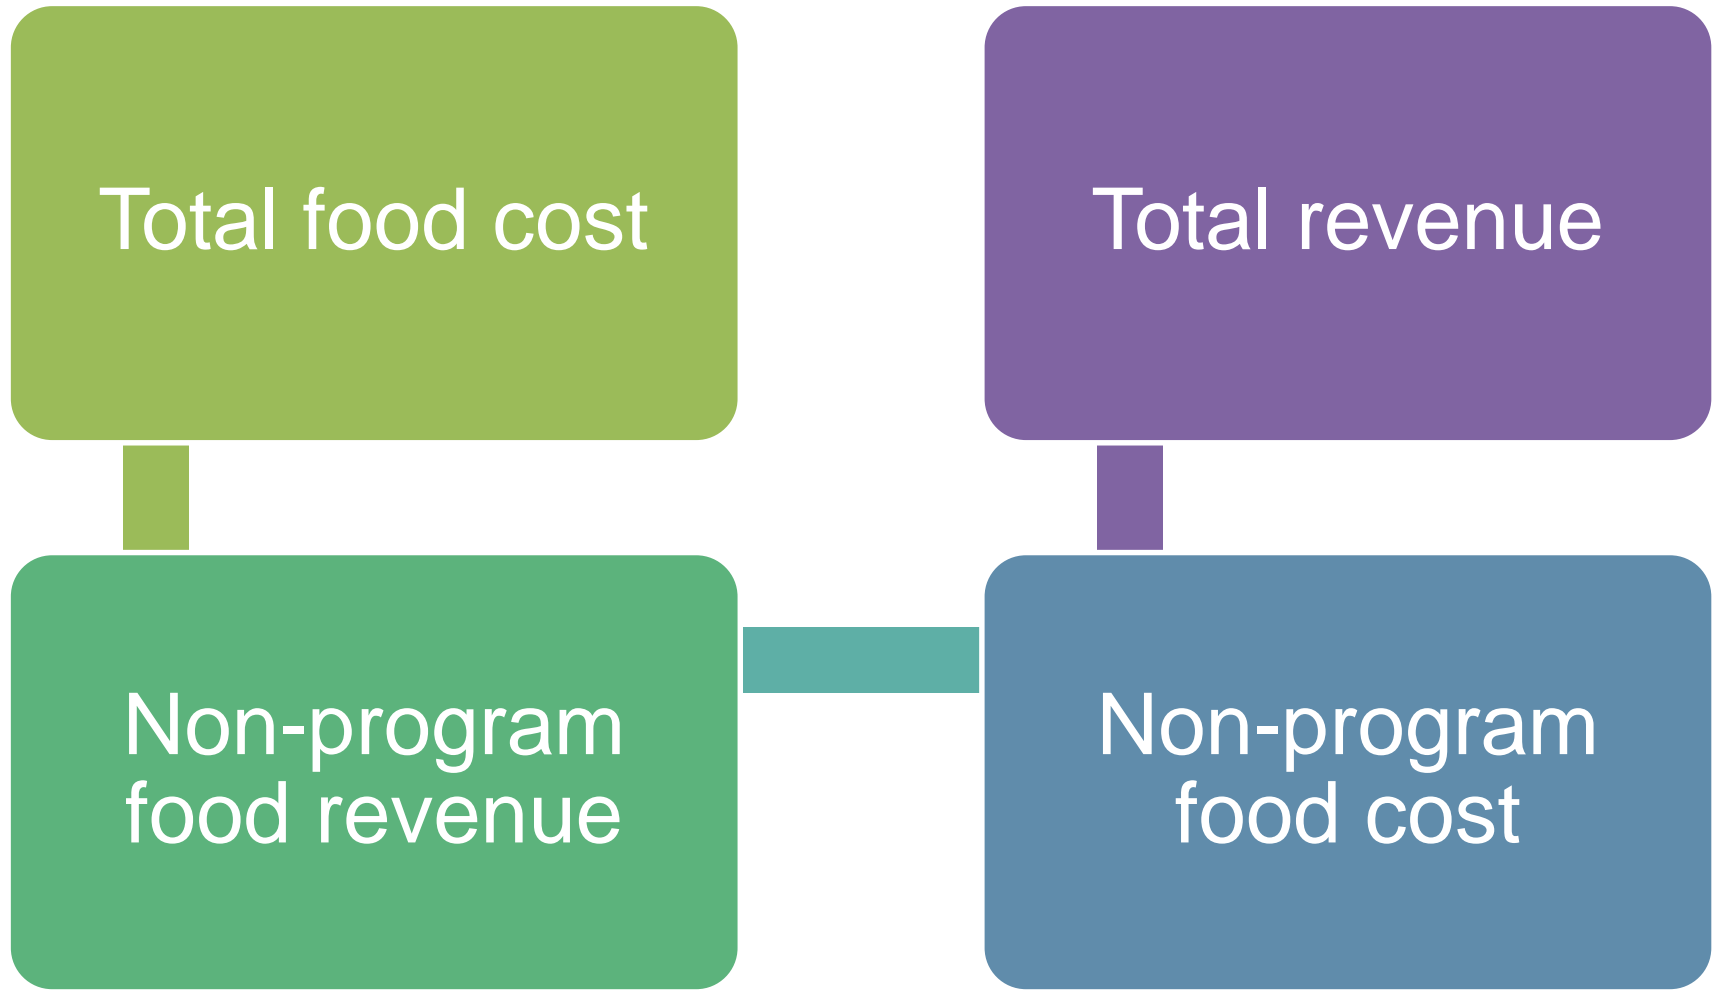 Total food cost
Total revenue
Non-program
food revenue
Non-program
food cost